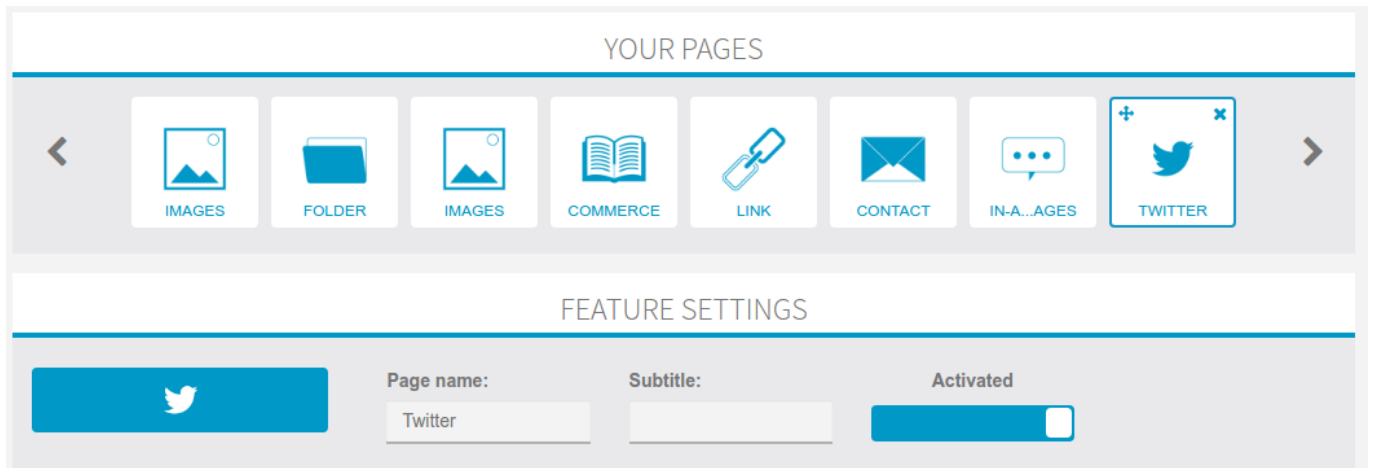 YOUR PAGES
IMAGES FOLDER IMAGES COMMERCE LINK CONTACT IN-A...AGES TWITTER
FEATURE SETTINGS
Page name: Subtitle: Activated
Twitter